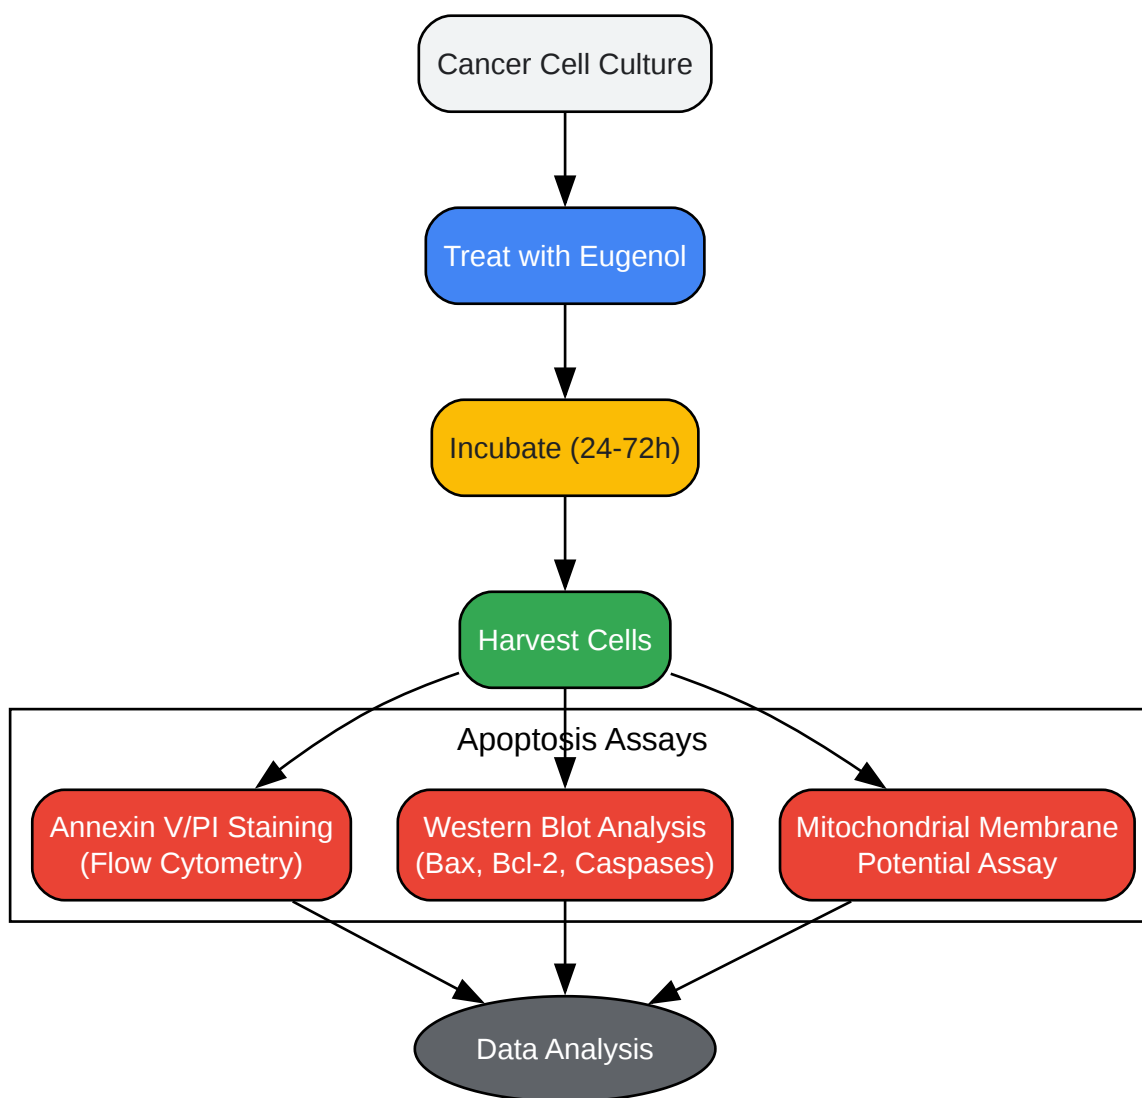 Cancer Cell Culture
Treat with Eugenol
Incubate (24-72h)
Harvest Cells
Apoptosis Assays
Annexin V/PI Staining
(Flow Cytometry)
Western Blot Analysis
(Bax, Bcl-2, Caspases)
Mitochondrial Membrane
Potential Assay
Data Analysis